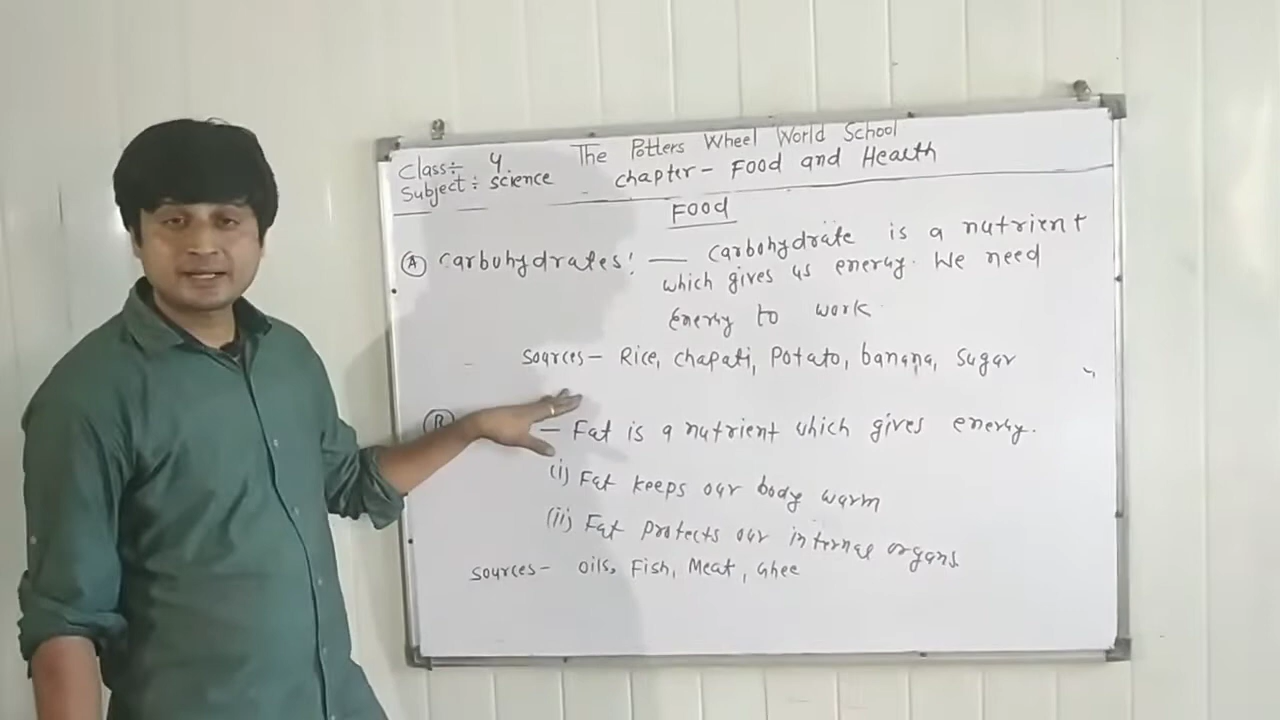 The Potters Wheel World School
Class:- 4
Subject:- science
chapter- Food and Health
Food
(A) Carbohydrates:— Carbohydrate is a nutrient
which gives us energy. We need
energy to work
Sources- Rice, chapati, Potato, banana, sugar
(B) — Fat is a nutrient which gives energy.
(i) Fat keeps our body warm
(ii) Fat protects our internal organs
Sources- oils, Fish, Meat, Ghee